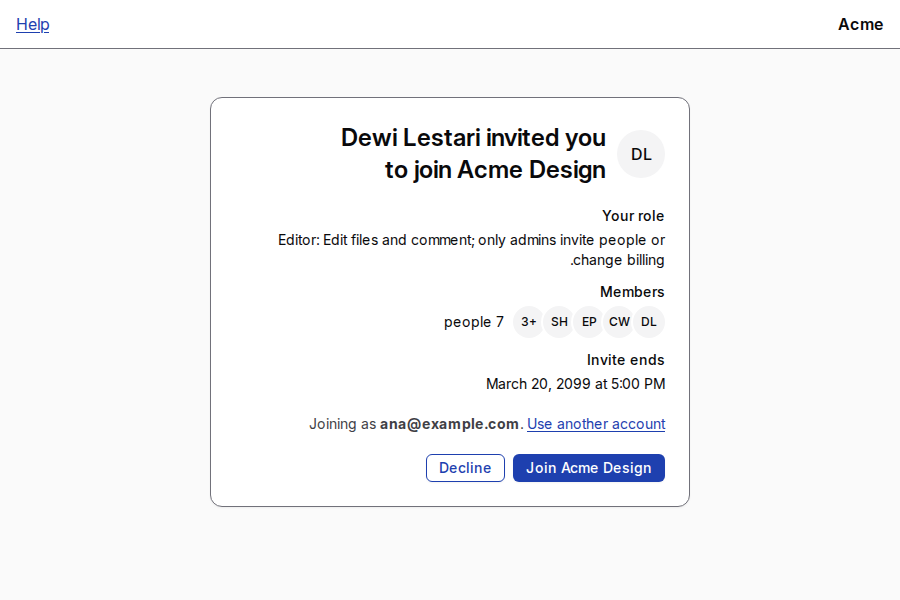 Acme
Help
DL
Dewi Lestari invited you
to join Acme Design
Your role
Editor: Edit files and comment; only admins invite people or
.change billing
Members
DL CW EP SH 3+ people 7
Invite ends
March 20, 2099 at 5:00 PM
Joining as ana@example.com. Use another account
Join Acme Design
Decline